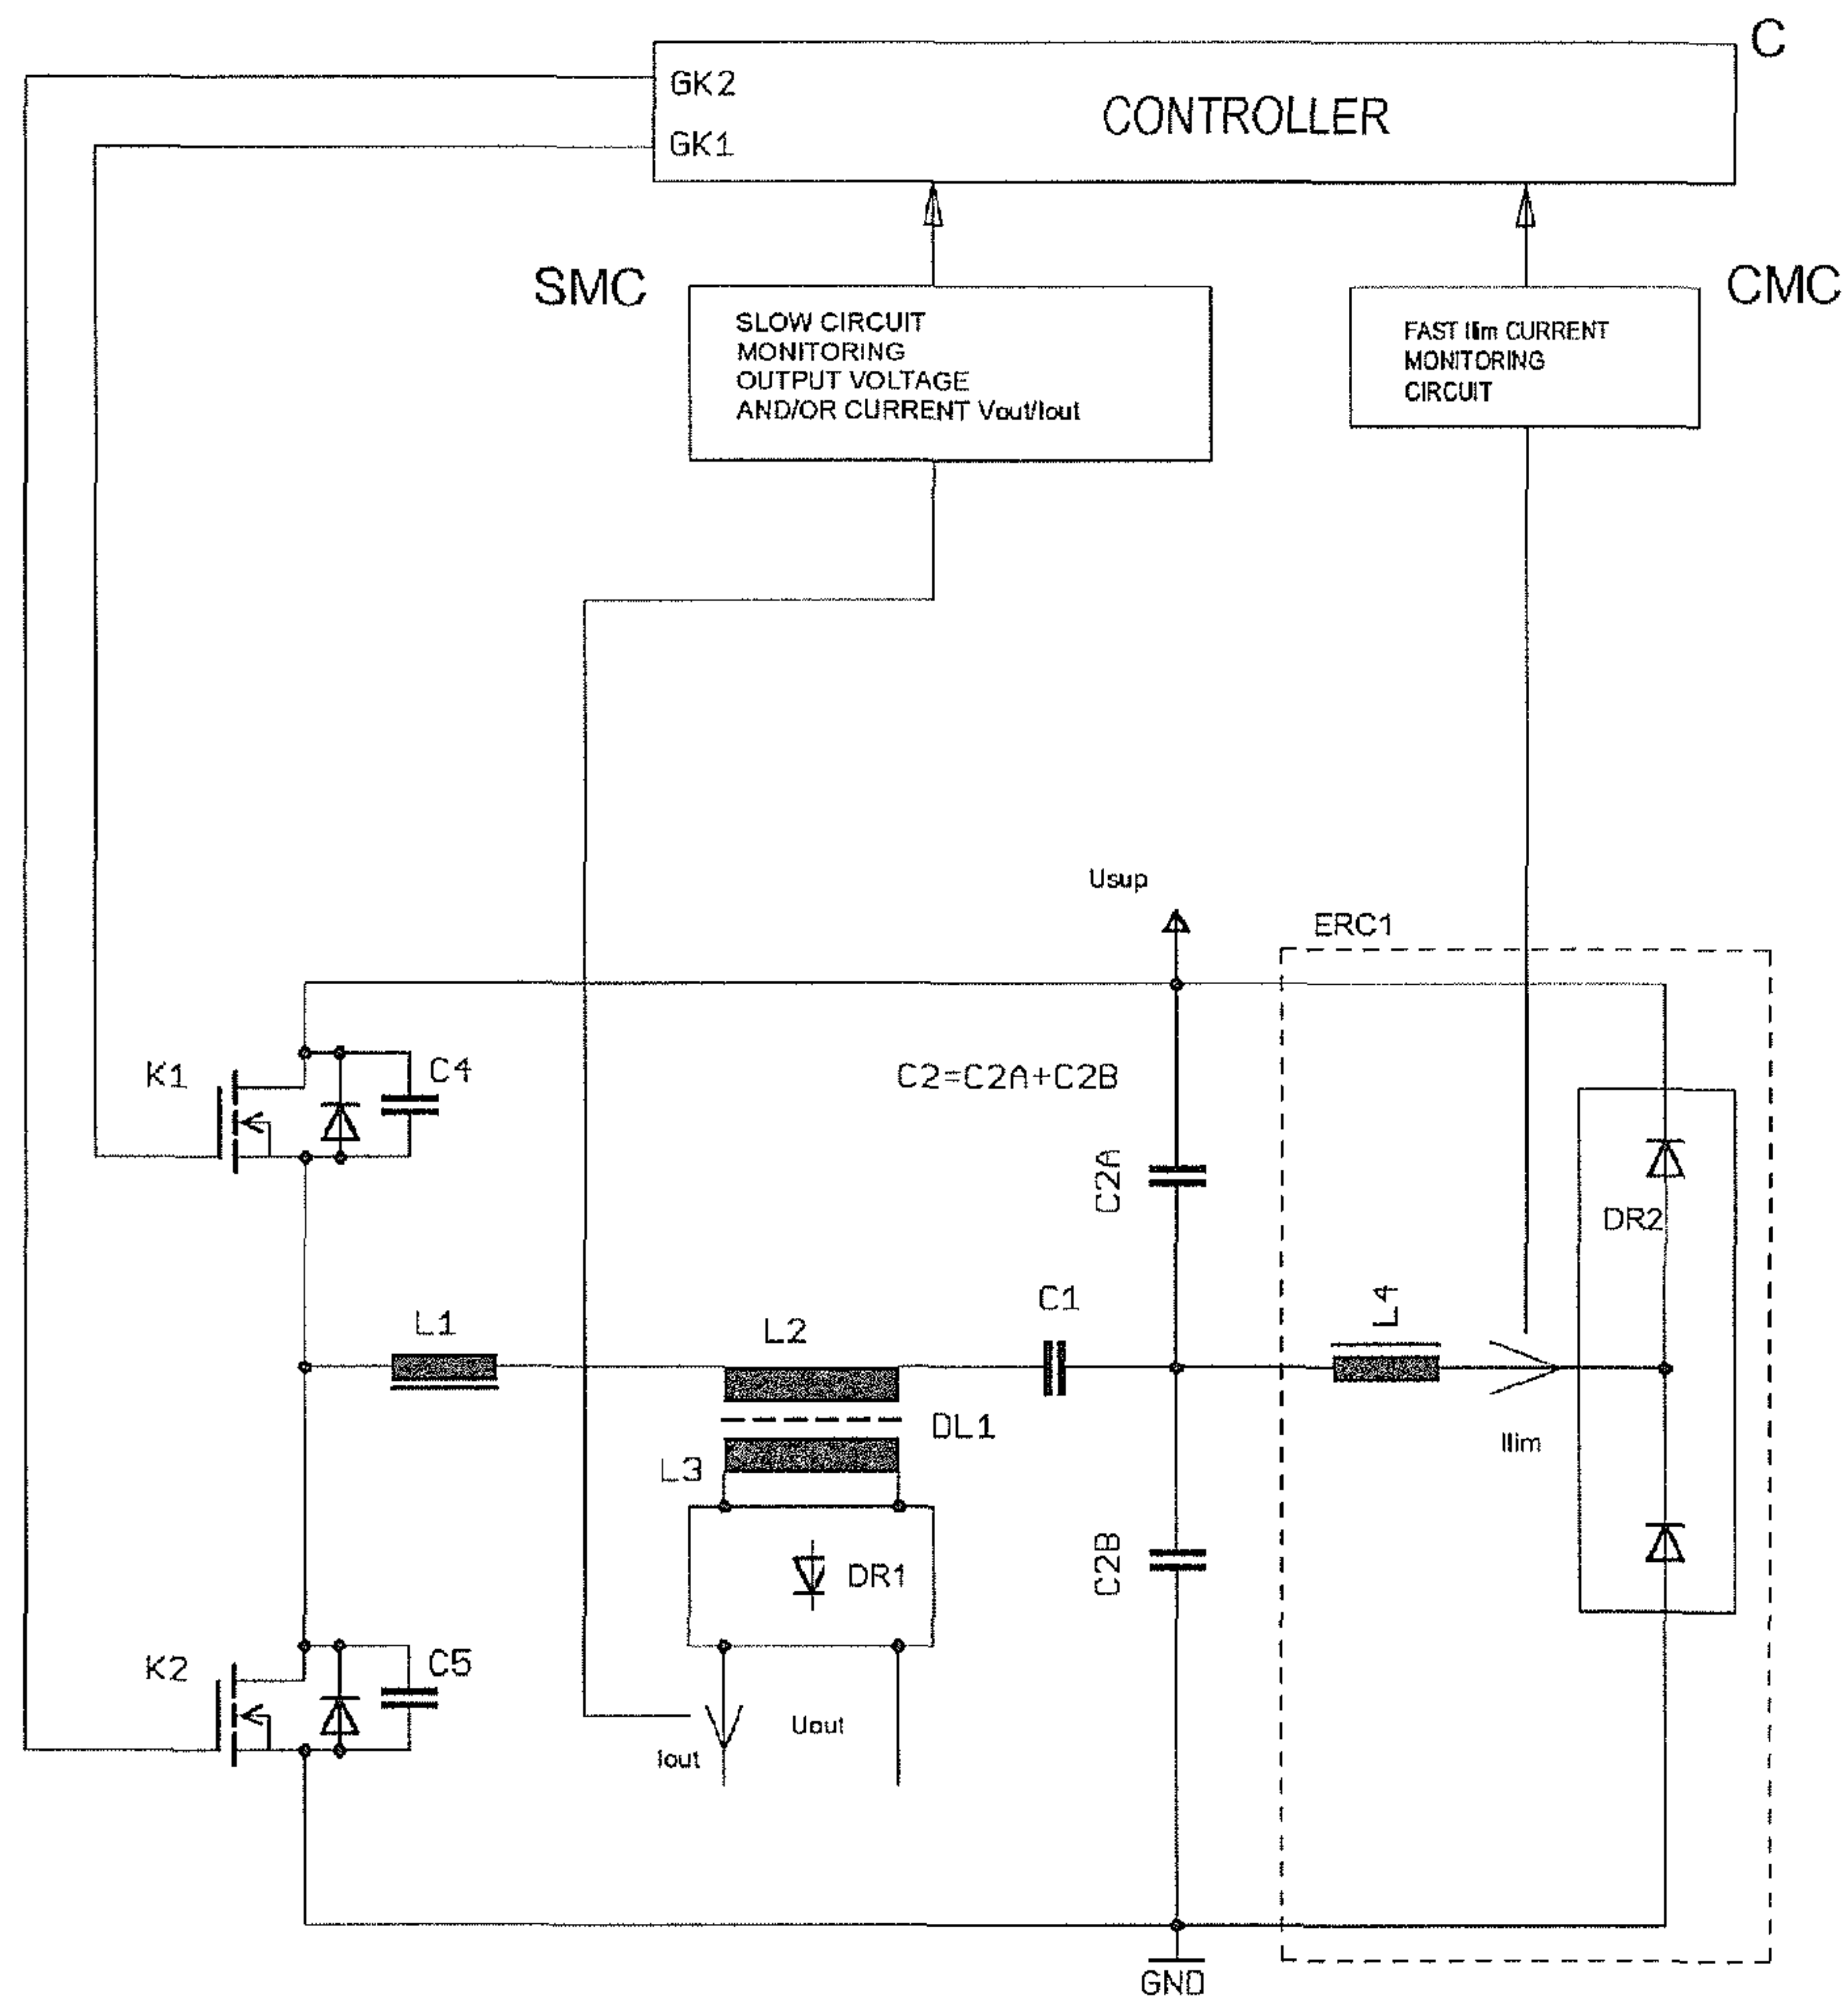 C
GK2
CONTROLLER
GK1
SMC
CMC
SLOW CIRCUIT
MONITORING
OUTPUT VOLTAGE
AND/OR CURRENT Vout/Iout
FAST Ilim CURRENT
MONITORING
CIRCUIT
Usup
ERC1
K1
C4
C2=C2A+C2B
C2A
DR2
L1
L2
C1
L4
DL1
Ilim
L3
DR1
C2B
K2
C5
Uout
Iout
GND